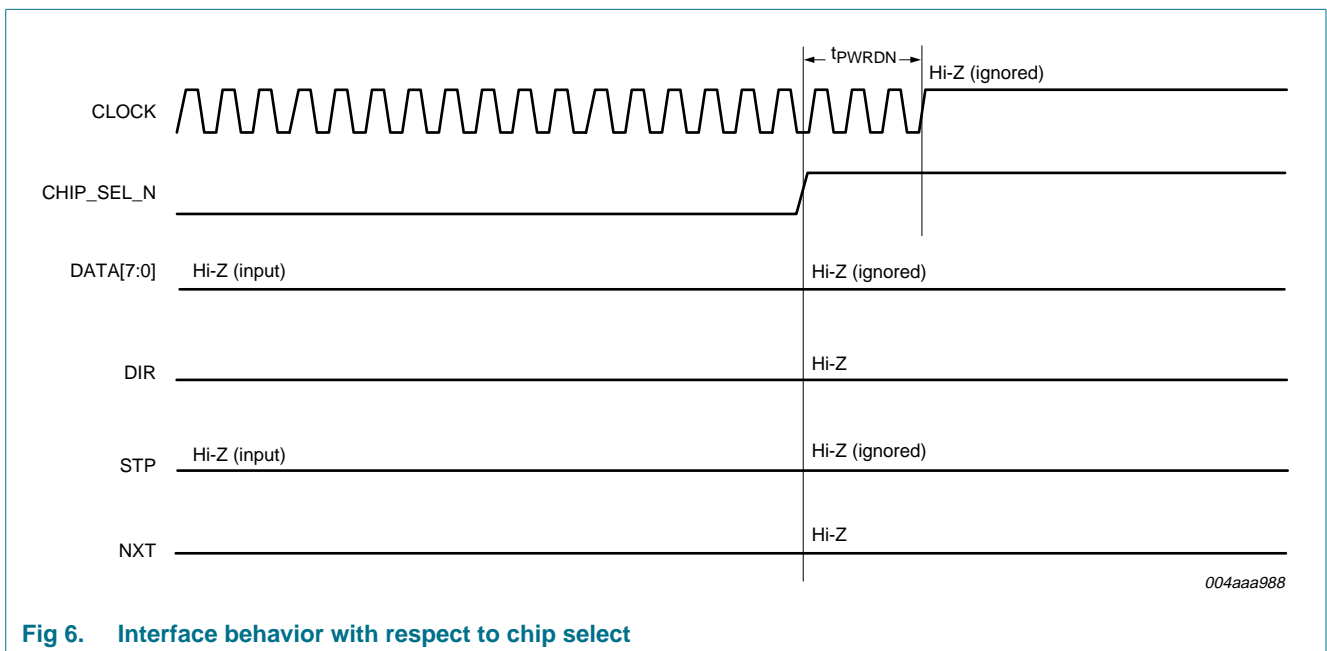 tPWRDN
Hi-Z (ignored)
CLOCK
CHIP_SEL_N
DATA[7:0] Hi-Z (input) Hi-Z (ignored)
DIR Hi-Z
STP Hi-Z (input) Hi-Z (ignored)
NXT Hi-Z
004aaa988
Fig 6. Interface behavior with respect to chip select